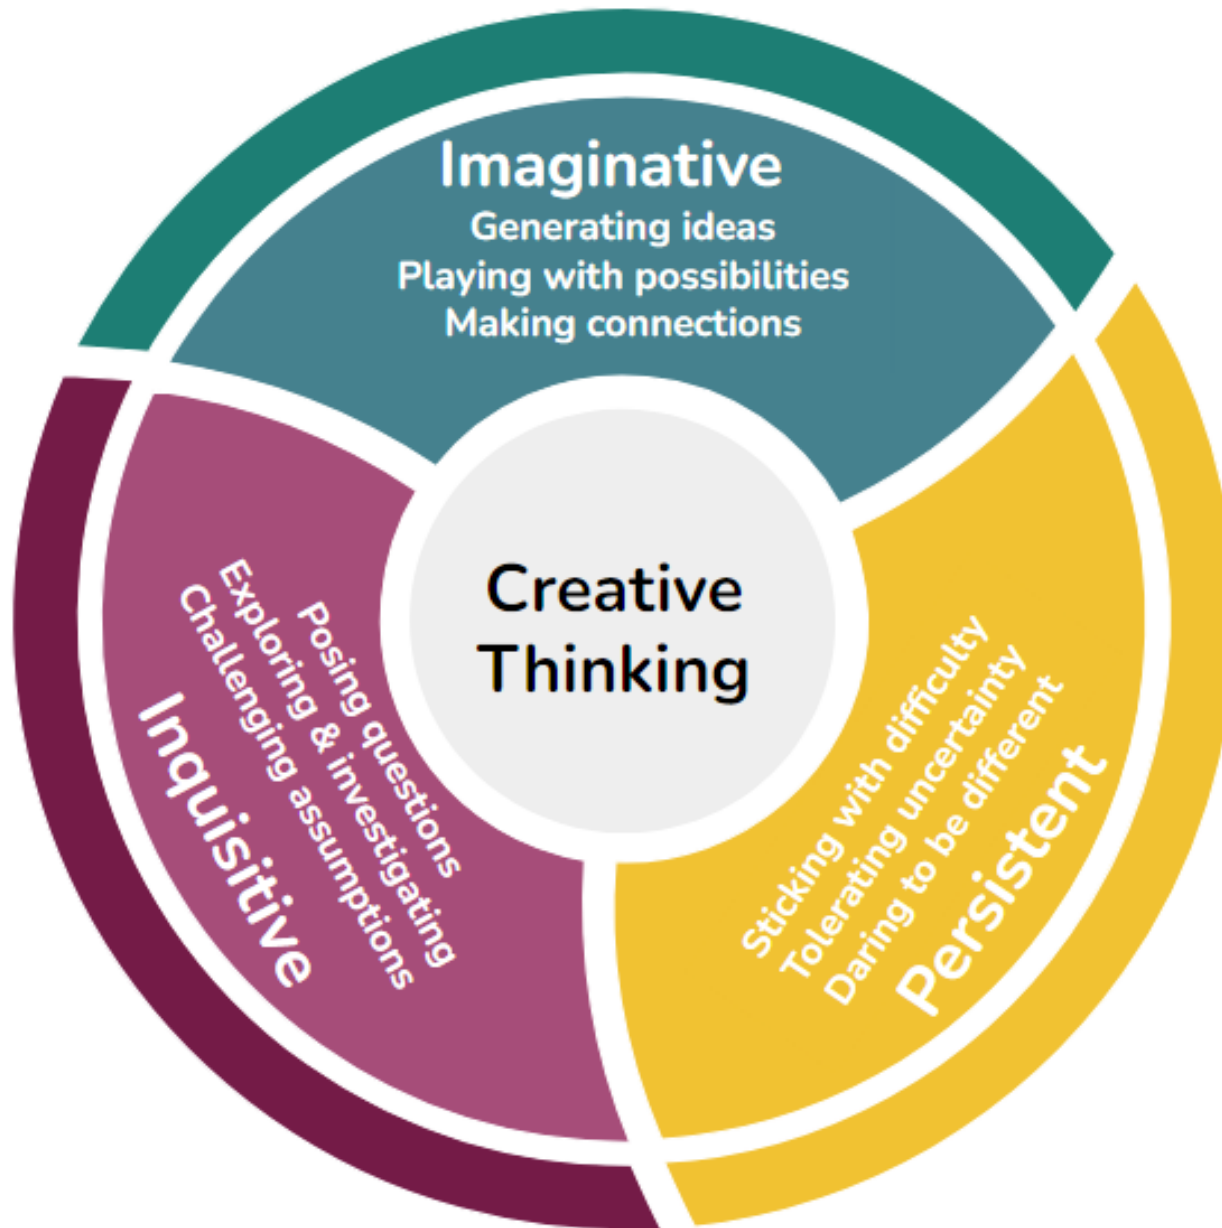 Imaginative
Generating ideas
Playing with possibilities
Making connections
Creative
Thinking
Posing questions
Exploring & investigating
Challenging assumptions
Inquisitive
Sticking with difficulty
Tolerating uncertainty
Daring to be different
Persistent